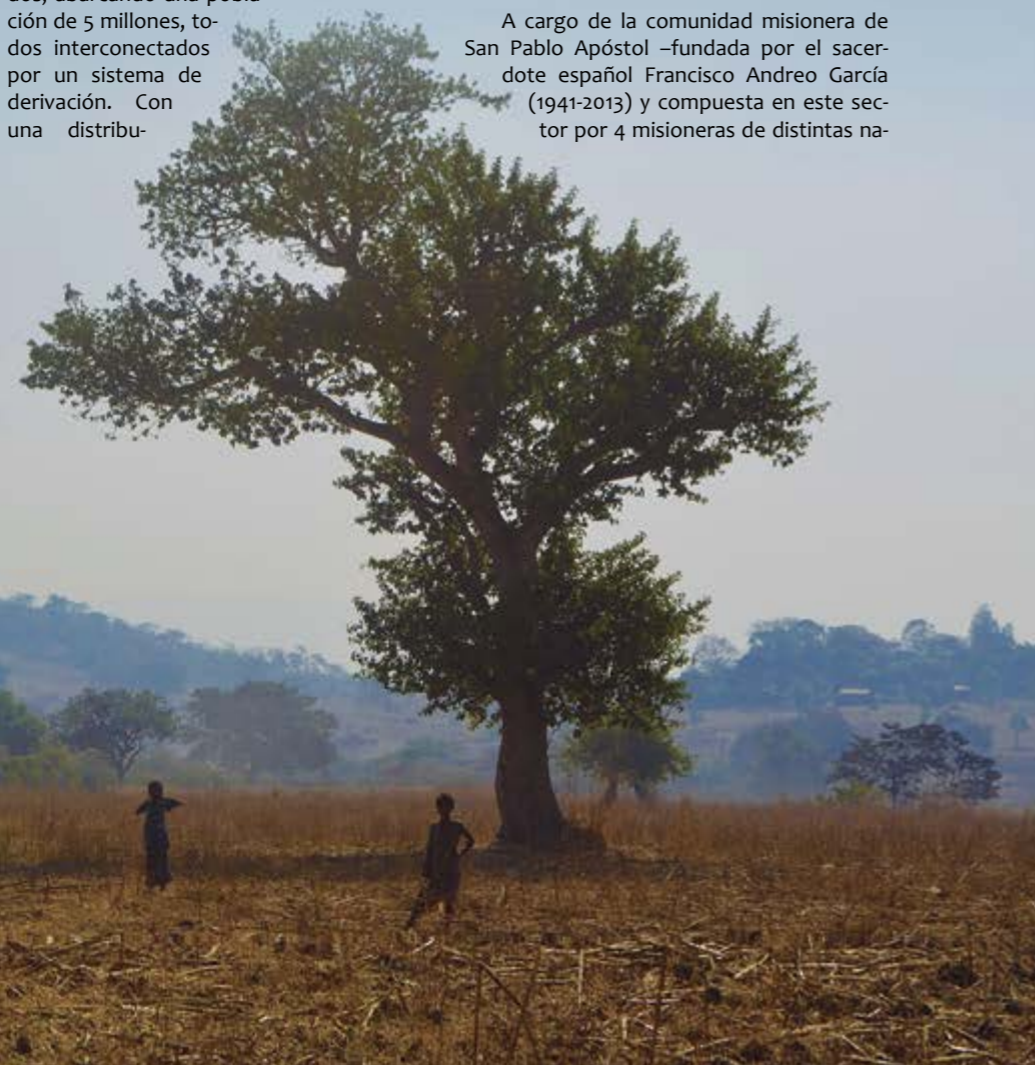 ción de 5 millones, to-
dos interconectados
por un sistema de
derivación. Con
una distribu-
A cargo de la comunidad misionera de
San Pablo Apóstol –fundada por el sacer-
dote español Francisco Andreo García
(1941-2013) y compuesta en este sec-
tor por 4 misioneras de distintas na-